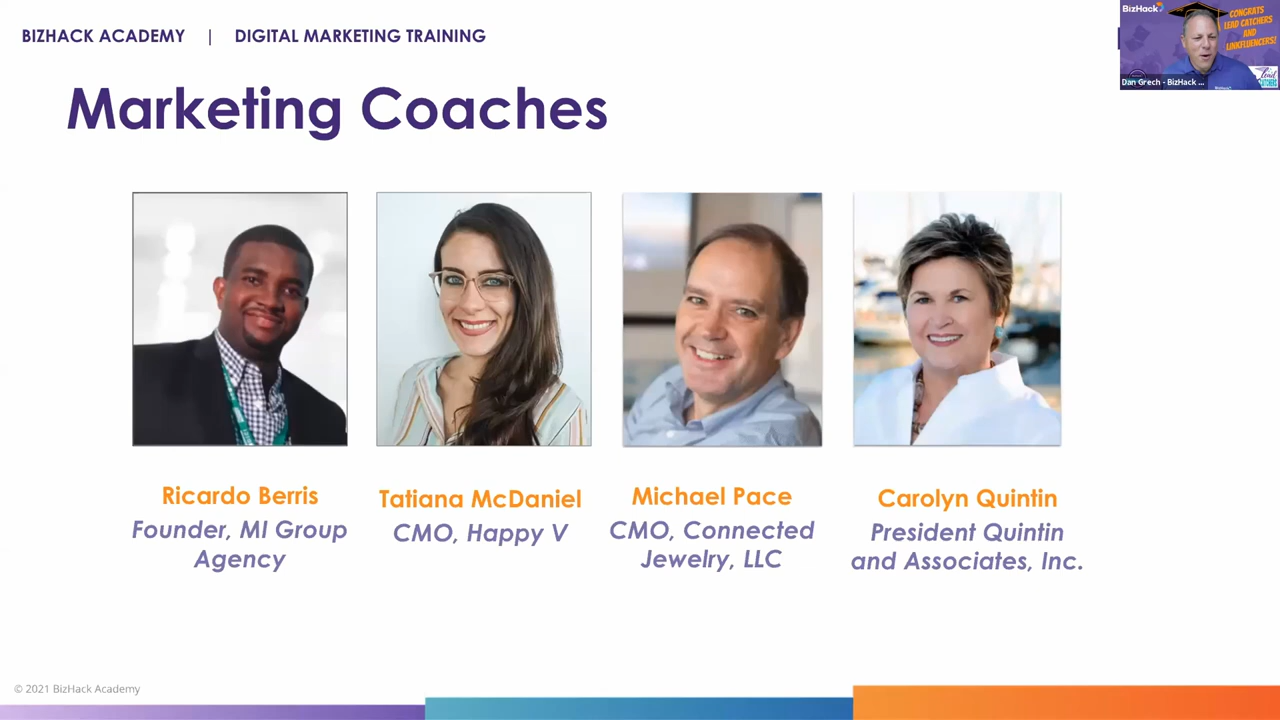 BIZHACK ACADEMY | DIGITAL MARKETING TRAINING
BizHack
CONGRATS
LEAD CATCHERS
AND
LINKFLUENCERS!
Dan Grech - BizHack ...
Marketing Coaches
Ricardo Berris
Founder, MI Group
Agency
Tatiana McDaniel
CMO, Happy V
Michael Pace
CMO, Connected
Jewelry, LLC
Carolyn Quintin
President Quintin
and Associates, Inc.
© 2021 BizHack Academy